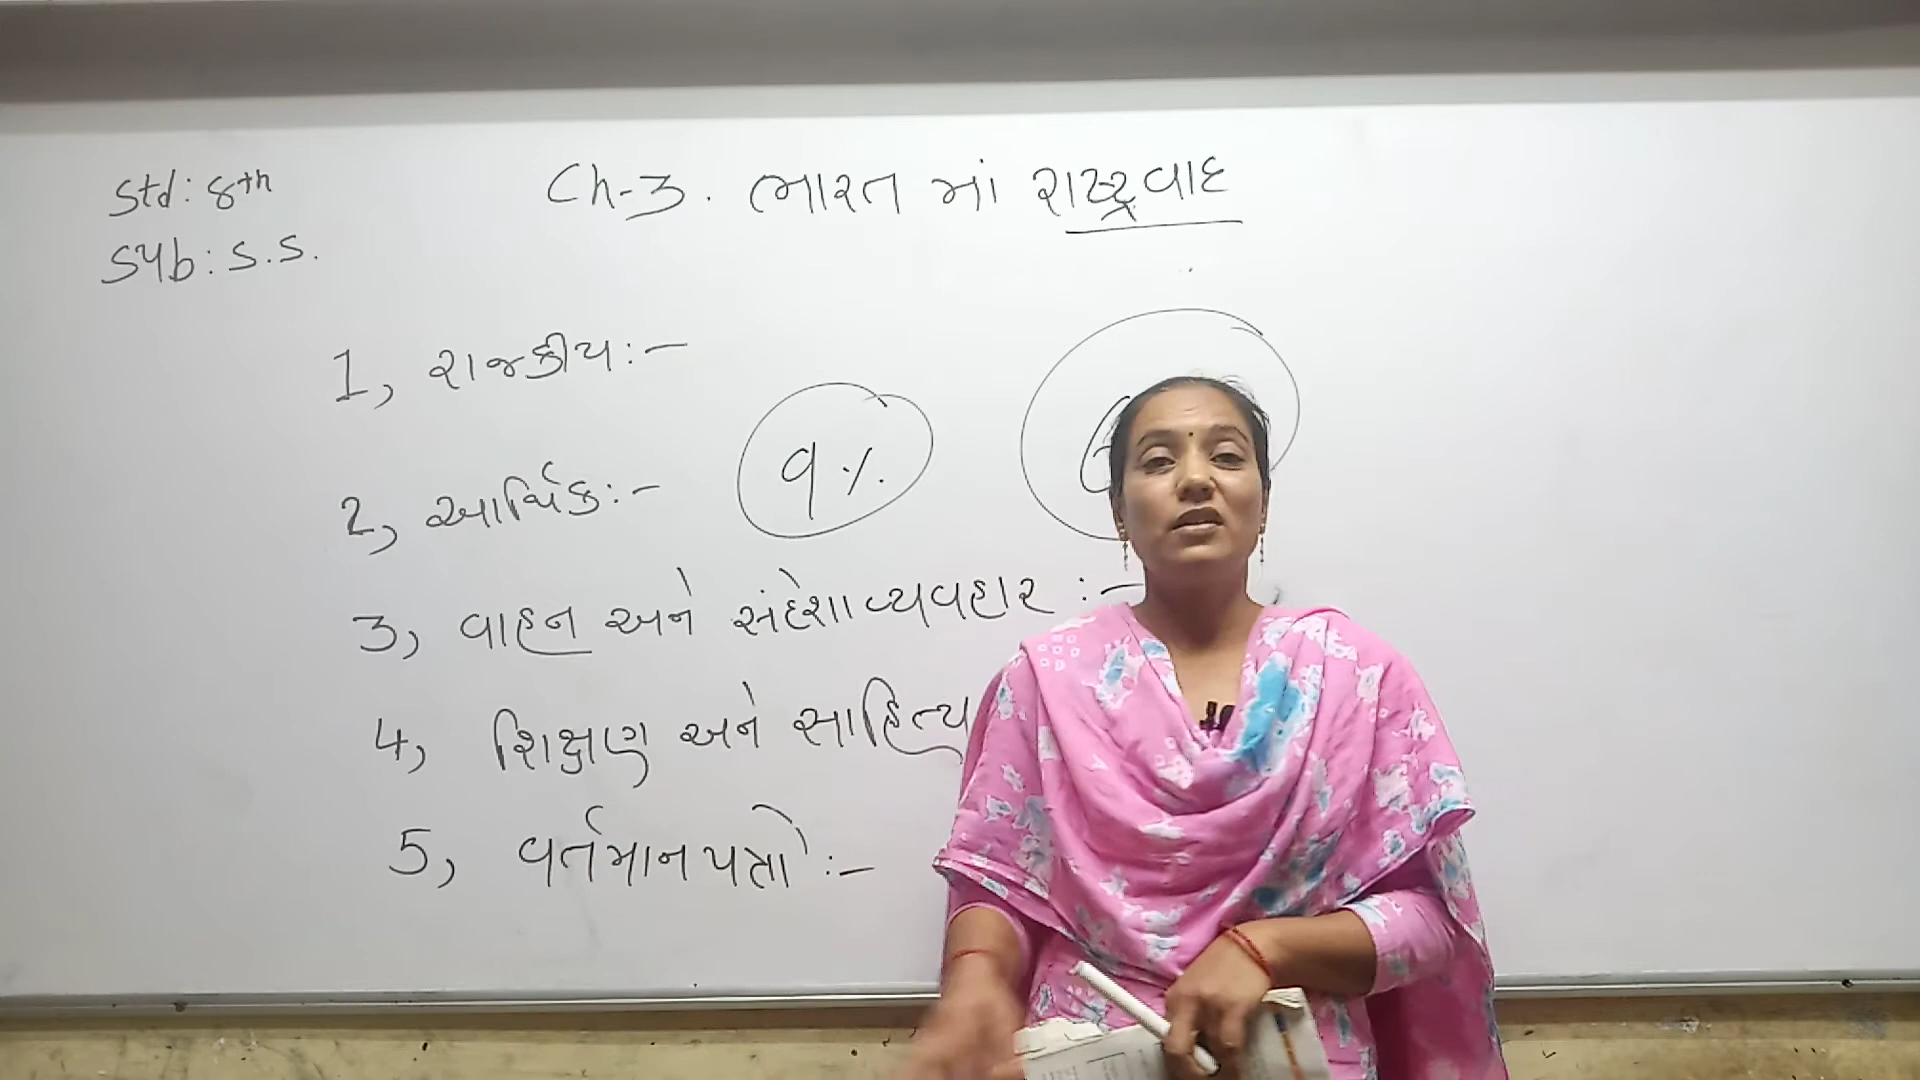 Std: 8th
Sub: S.S.
Ch-3. ભારત માં રાષ્ટ્રવાદ
1, રાજકીય :-
2, આર્થિક :-
૧%.
3, વાહન અને સંદેશાવ્યવહાર :-
4, શિક્ષણ અને સાહિત્ય
5, વર્તમાનપત્રો :-